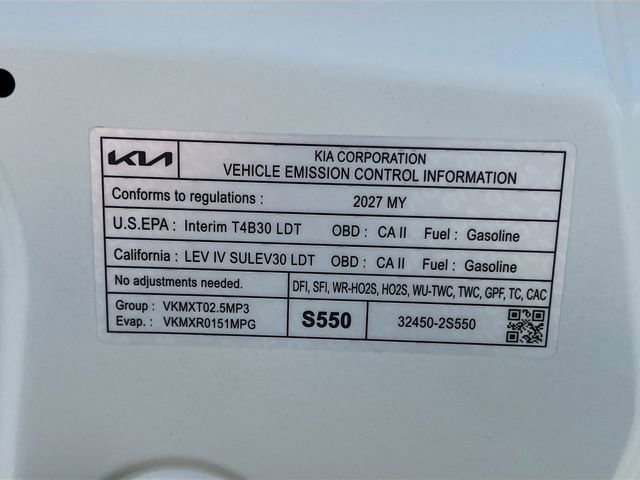 KIA
KIA CORPORATION
VEHICLE EMISSION CONTROL INFORMATION
Conforms to regulations : 2027 MY
U.S.EPA : Interim T4B30 LDT OBD : CA II Fuel : Gasoline
California : LEV IV SULEV30 LDT OBD : CA II Fuel : Gasoline
No adjustments needed. DFI, SFI, WR-HO2S, HO2S, WU-TWC, TWC, GPF, TC, CAC
Group : VKMXT02.5MP3
Evap. : VKMXR0151MPG
S550
32450-2S550